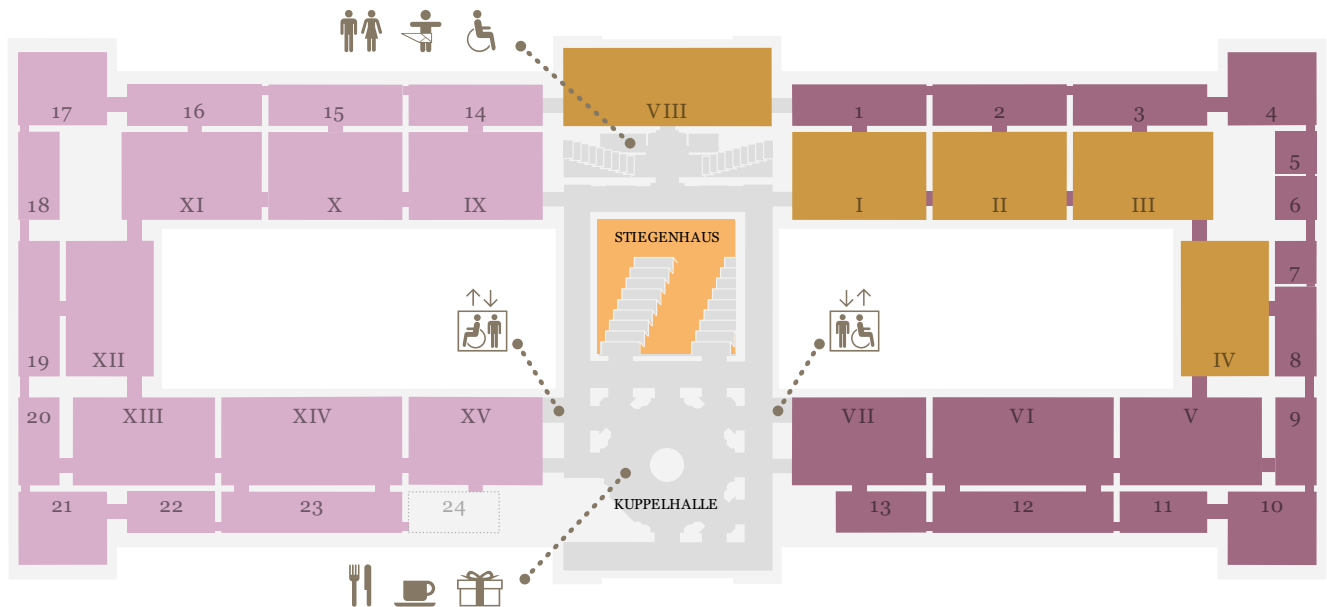 17 16 15 14 VIII 1 2 3 4
5
18 XI X IX I II III 6
STIEGENHAUS
7
19 XII IV 8
20 XIII XIV XV VII VI V 9
21 22 23 24 KUPPELHALLE 13 12 11 10